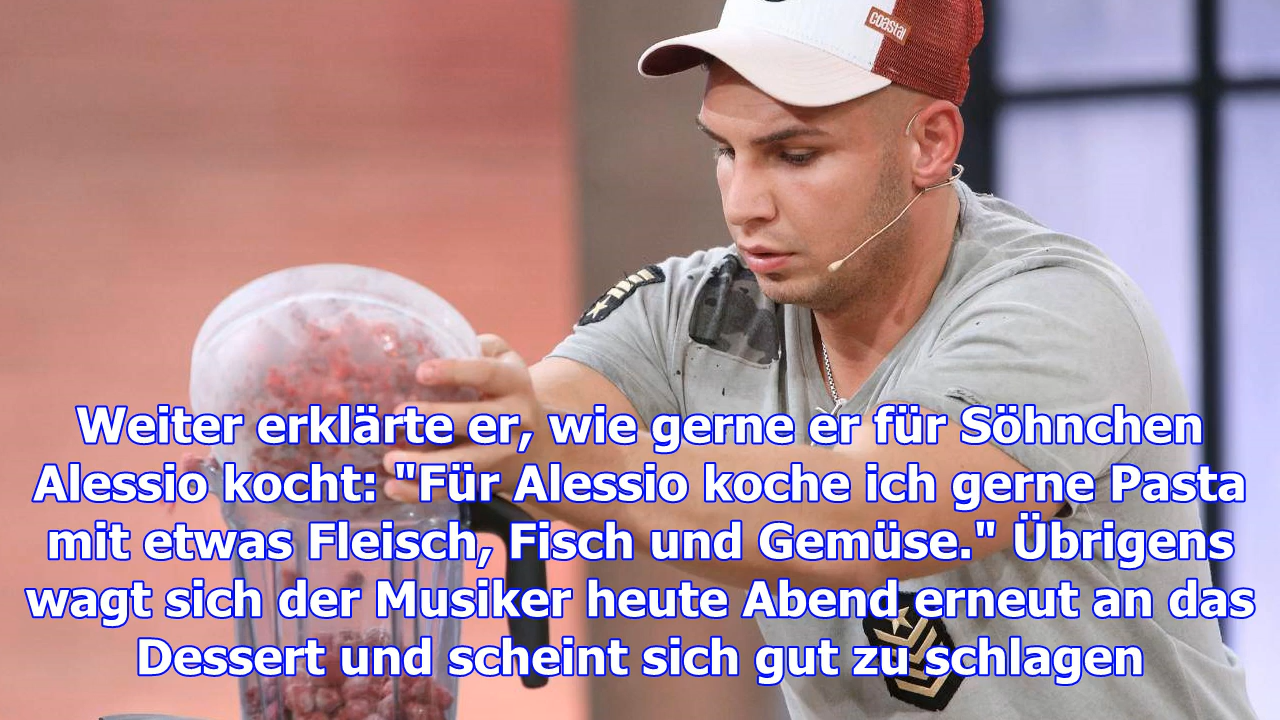 coastal
Weiter erklärte er, wie gerne er für Söhnchen
Alessio kocht: "Für Alessio koche ich gerne Pasta
mit etwas Fleisch, Fisch und Gemüse." Übrigens
wagt sich der Musiker heute Abend erneut an das
Dessert und scheint sich gut zu schlagen